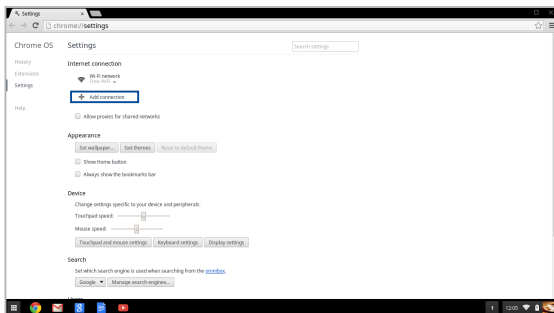 Settings
chrome://settings
Chrome OS
Settings
Search settings
History
Extensions
Settings
Help
Internet connection
Wi-Fi network
Free WiFi
Add connection
Allow proxies for shared networks
Appearance
Set wallpaper... Get themes Reset to default theme
Show Home button
Always show the bookmarks bar
Device
Change settings specific to your device and peripherals.
Touchpad speed:
Mouse speed:
Touchpad and mouse settings Keyboard settings Display settings
Search
Set which search engine is used when searching from the omnibox.
Google Manage search engines...
Users
8
1 12:05